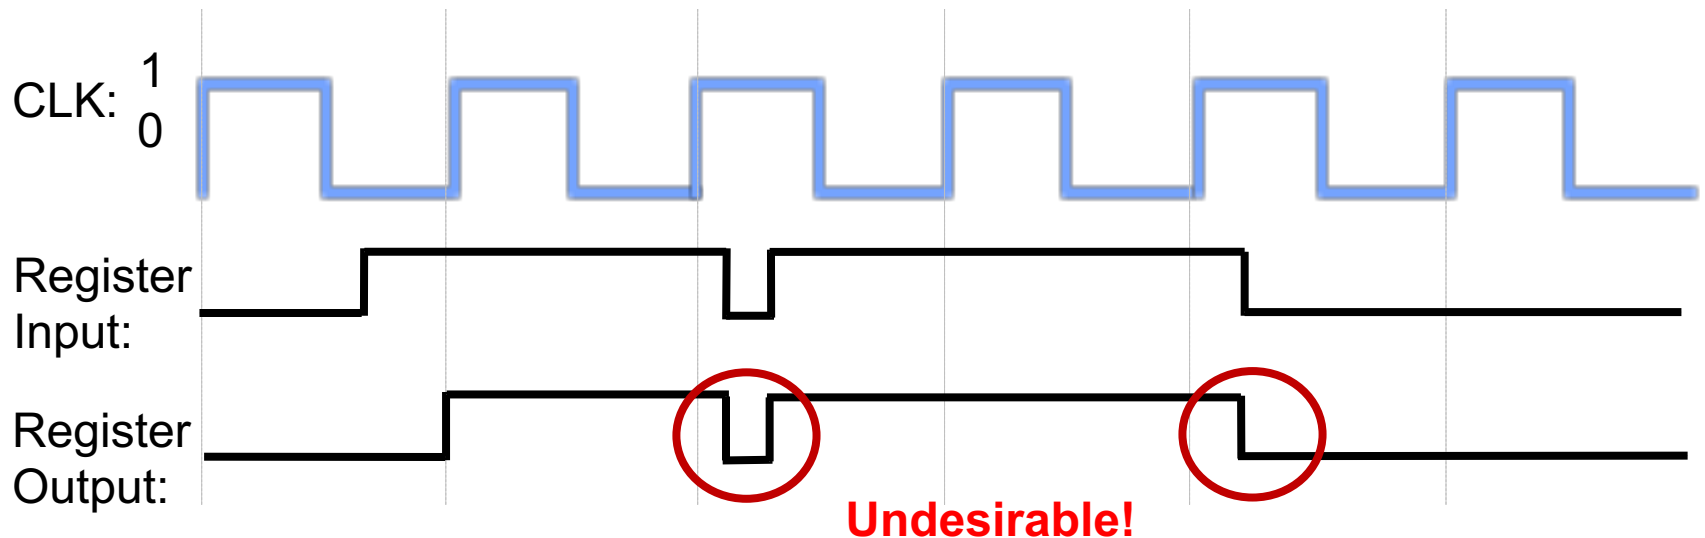 CLK: 1
0
Register
Input:
Register
Output:
Undesirable!